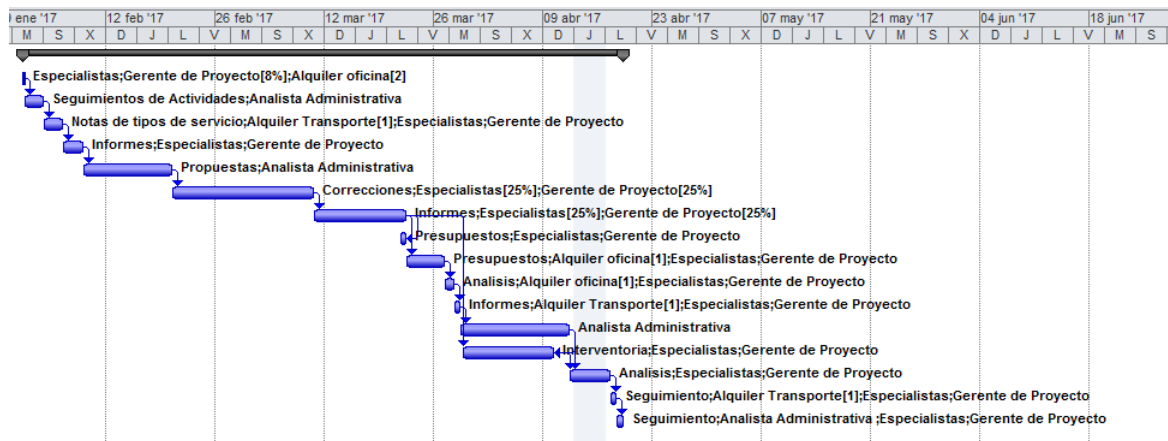 ene '17 12 feb '17 26 feb '17 12 mar '17 26 mar '17 09 abr '17 23 abr '17 07 may '17 21 may '17 04 jun '17 18 jun '17
M S X D J L V M S X D J L V M S X D J L V M S X D J L V M S X D J L V M S
Especialistas;Gerente de Proyecto[8%];Alquiler oficina[2]
Seguimientos de Actividades;Analista Administrativa
Notas de tipos de servicio;Alquiler Transporte[1];Especialistas;Gerente de Proyecto
Informes;Especialistas;Gerente de Proyecto
Propuestas;Analista Administrativa
Correcciones;Especialistas[25%];Gerente de Proyecto[25%]
Informes;Especialistas[25%];Gerente de Proyecto[25%]
Presupuestos;Especialistas;Gerente de Proyecto
Presupuestos;Alquiler oficina[1];Especialistas;Gerente de Proyecto
Analisis;Alquiler oficina[1];Especialistas;Gerente de Proyecto
Informes;Alquiler Transporte[1];Especialistas;Gerente de Proyecto
Analista Administrativa
Interventoria;Especialistas;Gerente de Proyecto
Analisis;Especialistas;Gerente de Proyecto
Seguimiento;Alquiler Transporte[1];Especialistas;Gerente de Proyecto
Seguimiento;Analista Administrativa ;Especialistas;Gerente de Proyecto